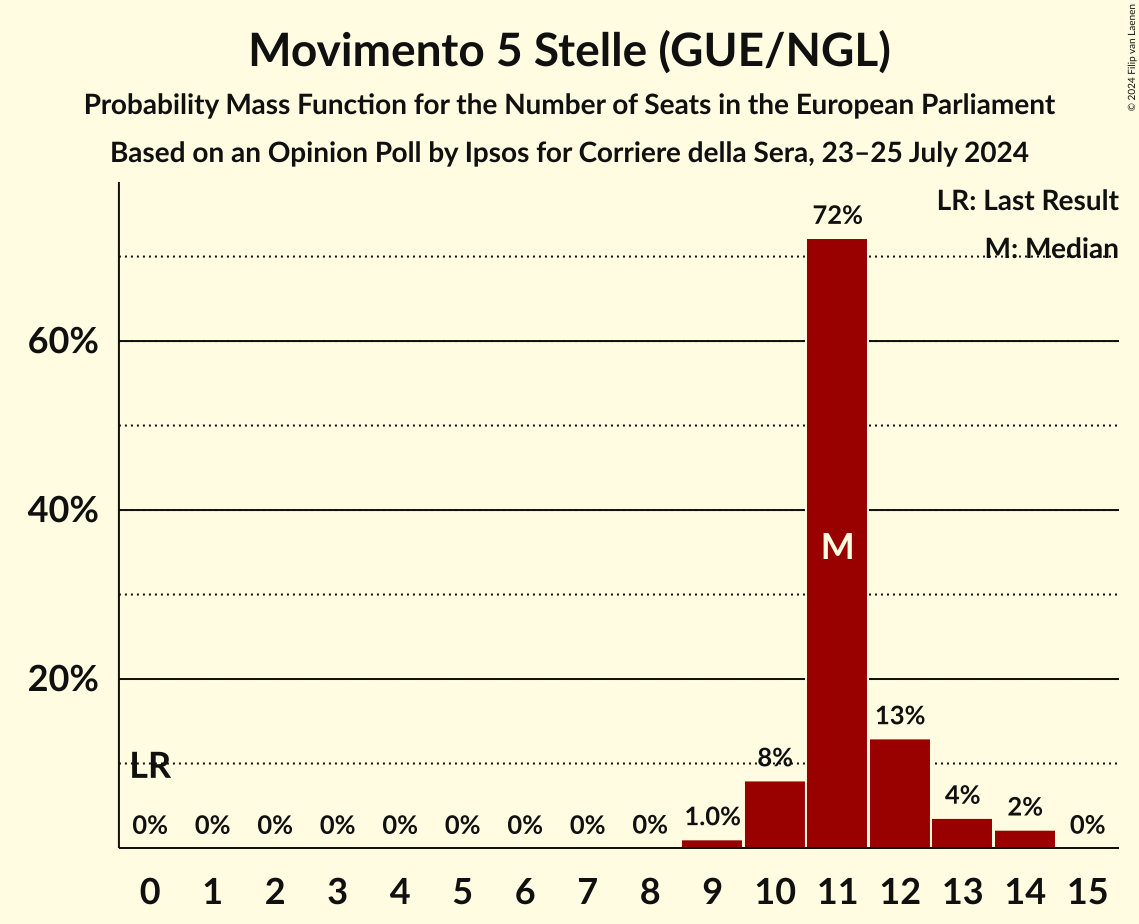 Movimento 5 Stelle (GUE/NGL)
Probability Mass Function for the Number of Seats in the European Parliament
Based on an Opinion Poll by Ipsos for Corriere della Sera, 23–25 July 2024
© 2024 Filip van Laenen
LR: Last Result
M: Median
72%
60%
40%
M
20%
13%
8%
LR
4%
2%
1.0%
0% 0% 0% 0% 0% 0% 0% 0% 0% 0%
0 1 2 3 4 5 6 7 8 9 10 11 12 13 14 15